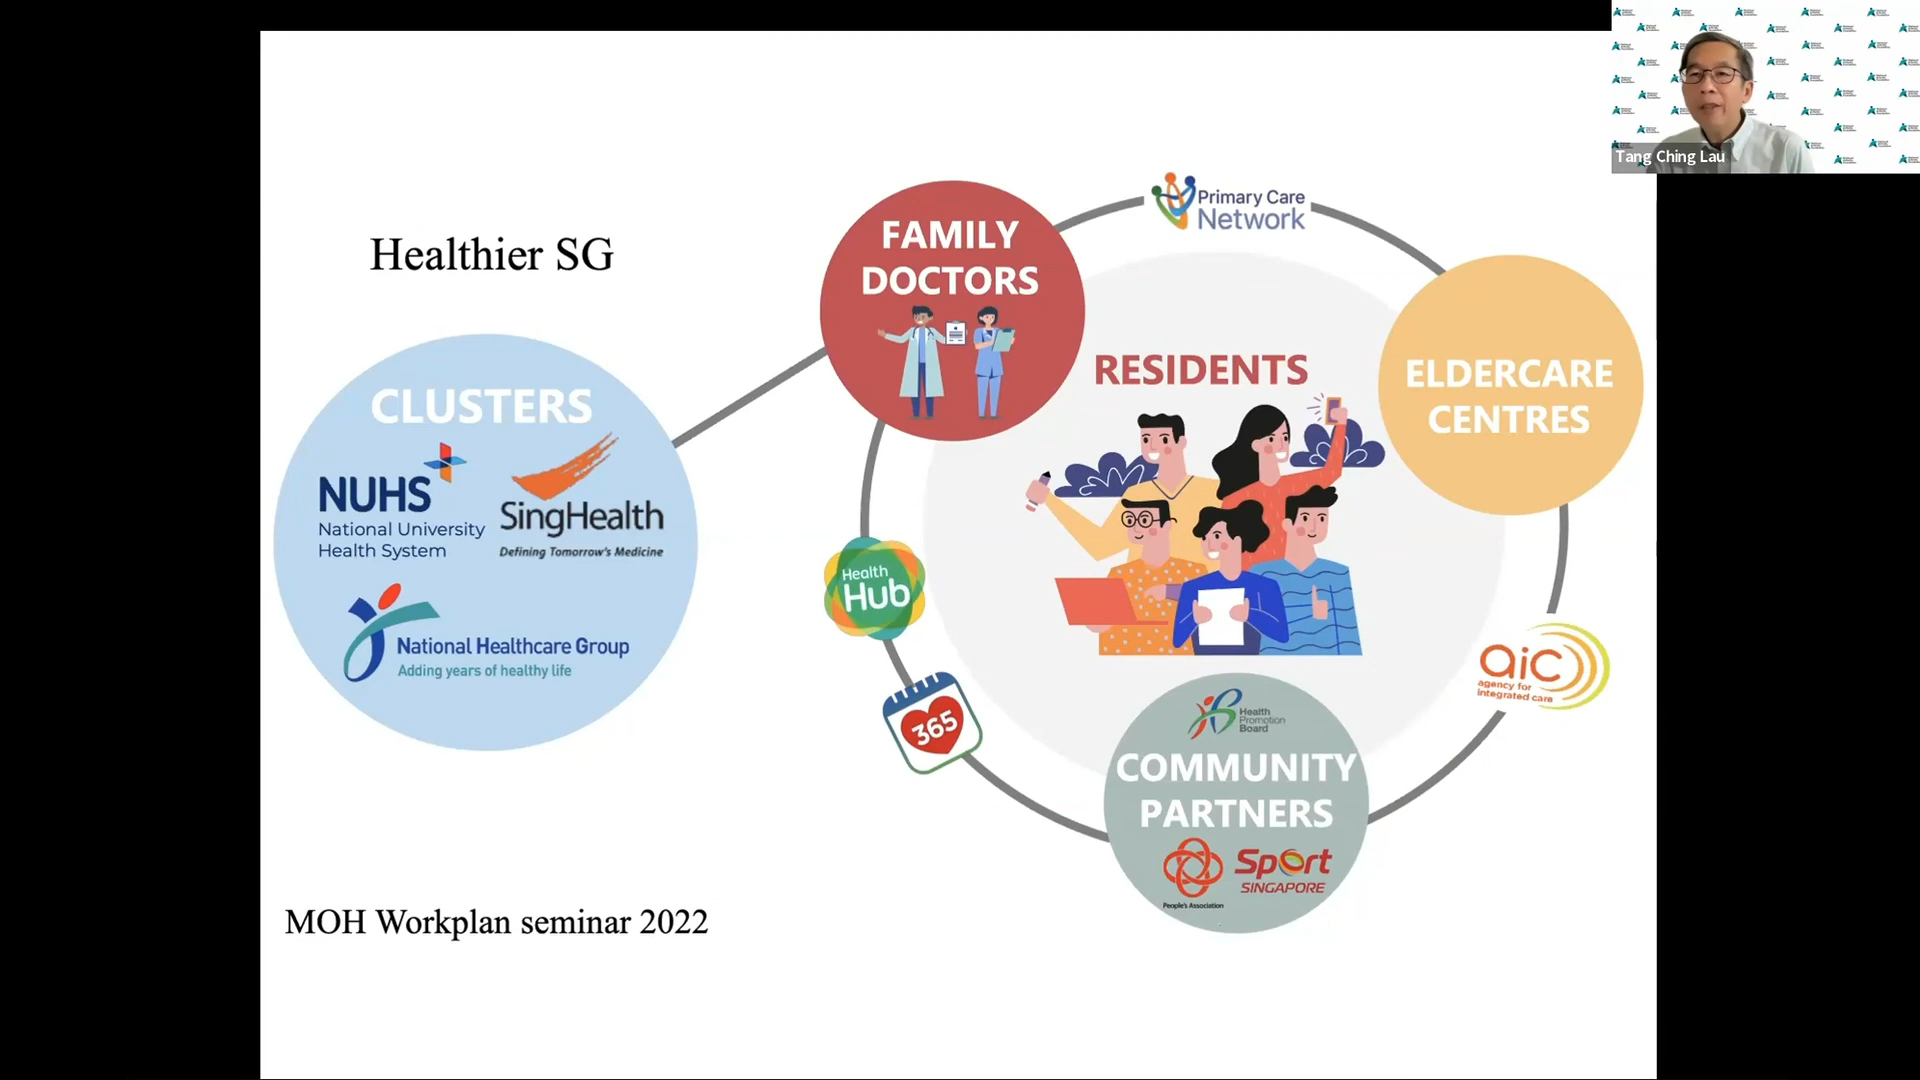 Tang Ching Lau
Healthier SG
CLUSTERS
NUHS
National University
Health System
SingHealth
Defining Tomorrow's Medicine
National Healthcare Group
Adding years of healthy life
FAMILY
DOCTORS
Primary Care
Network
RESIDENTS
ELDERCARE
CENTRES
Health
Hub
365
aic
agency for
integrated care
Health
Promotion
Board
COMMUNITY
PARTNERS
People's Association
Sport
SINGAPORE
MOH Workplan seminar 2022